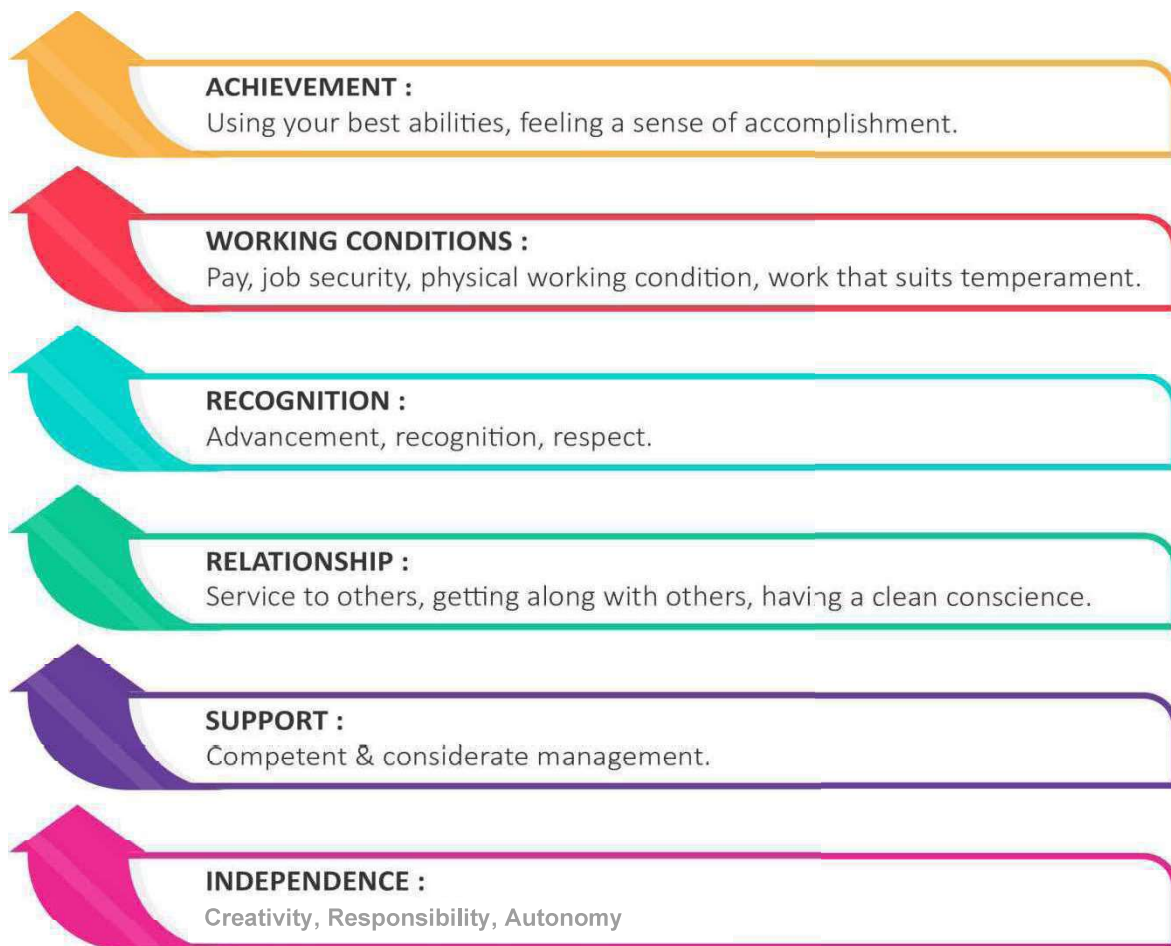 ACHIEVEMENT :
Using your best abilities, feeling a sense of accomplishment.
WORKING CONDITIONS :
Pay, job security, physical working condition, work that suits temperament.
RECOGNITION :
Advancement, recognition, respect.
RELATIONSHIP :
Service to others, getting along with others, having a clean conscience.
SUPPORT :
Competent & considerate management.
INDEPENDENCE :
Creativity, Responsibility, Autonomy